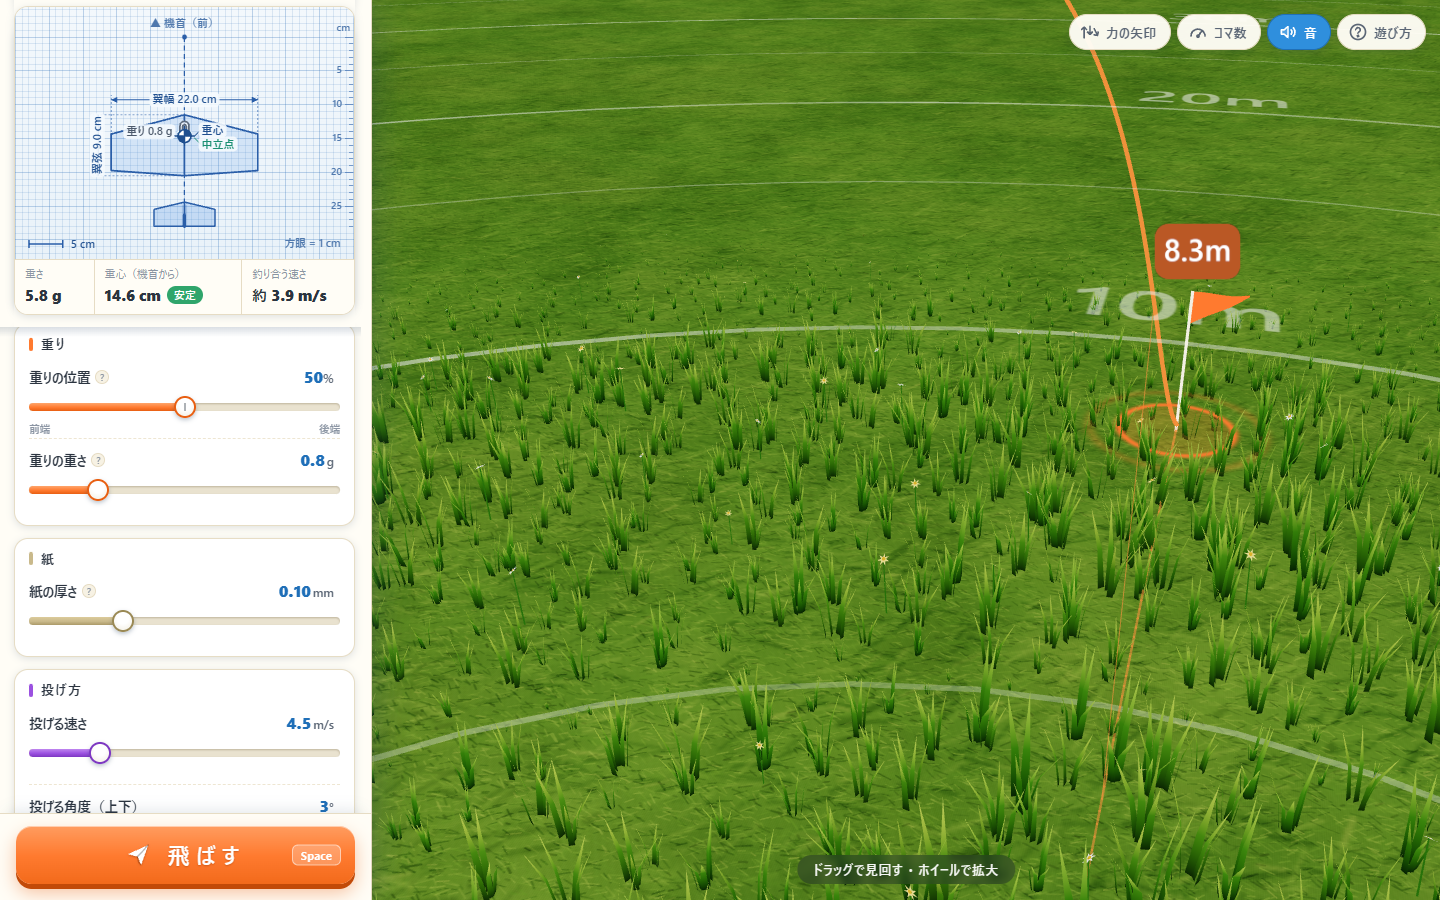 ▲ 機首（前）
cm
5
10
15
20
25
翼幅 22.0 cm
翼弦 9.0 cm
重り 0.8 g
重心
中立点
5 cm
方眼 = 1 cm
重さ
5.8 g
重心（機首から）
14.6 cm 安定
釣り合う速さ
約 3.9 m/s
重り
重りの位置 ? 50%
前端 後端
重りの重さ ? 0.8 g
紙
紙の厚さ ? 0.10 mm
投げ方
投げる速さ 4.5 m/s
投げる角度（上下） 3°
飛ばす Space
力の矢印
コマ数
音
遊び方
20m
8.3m
10m
ドラッグで見回す・ホイールで拡大